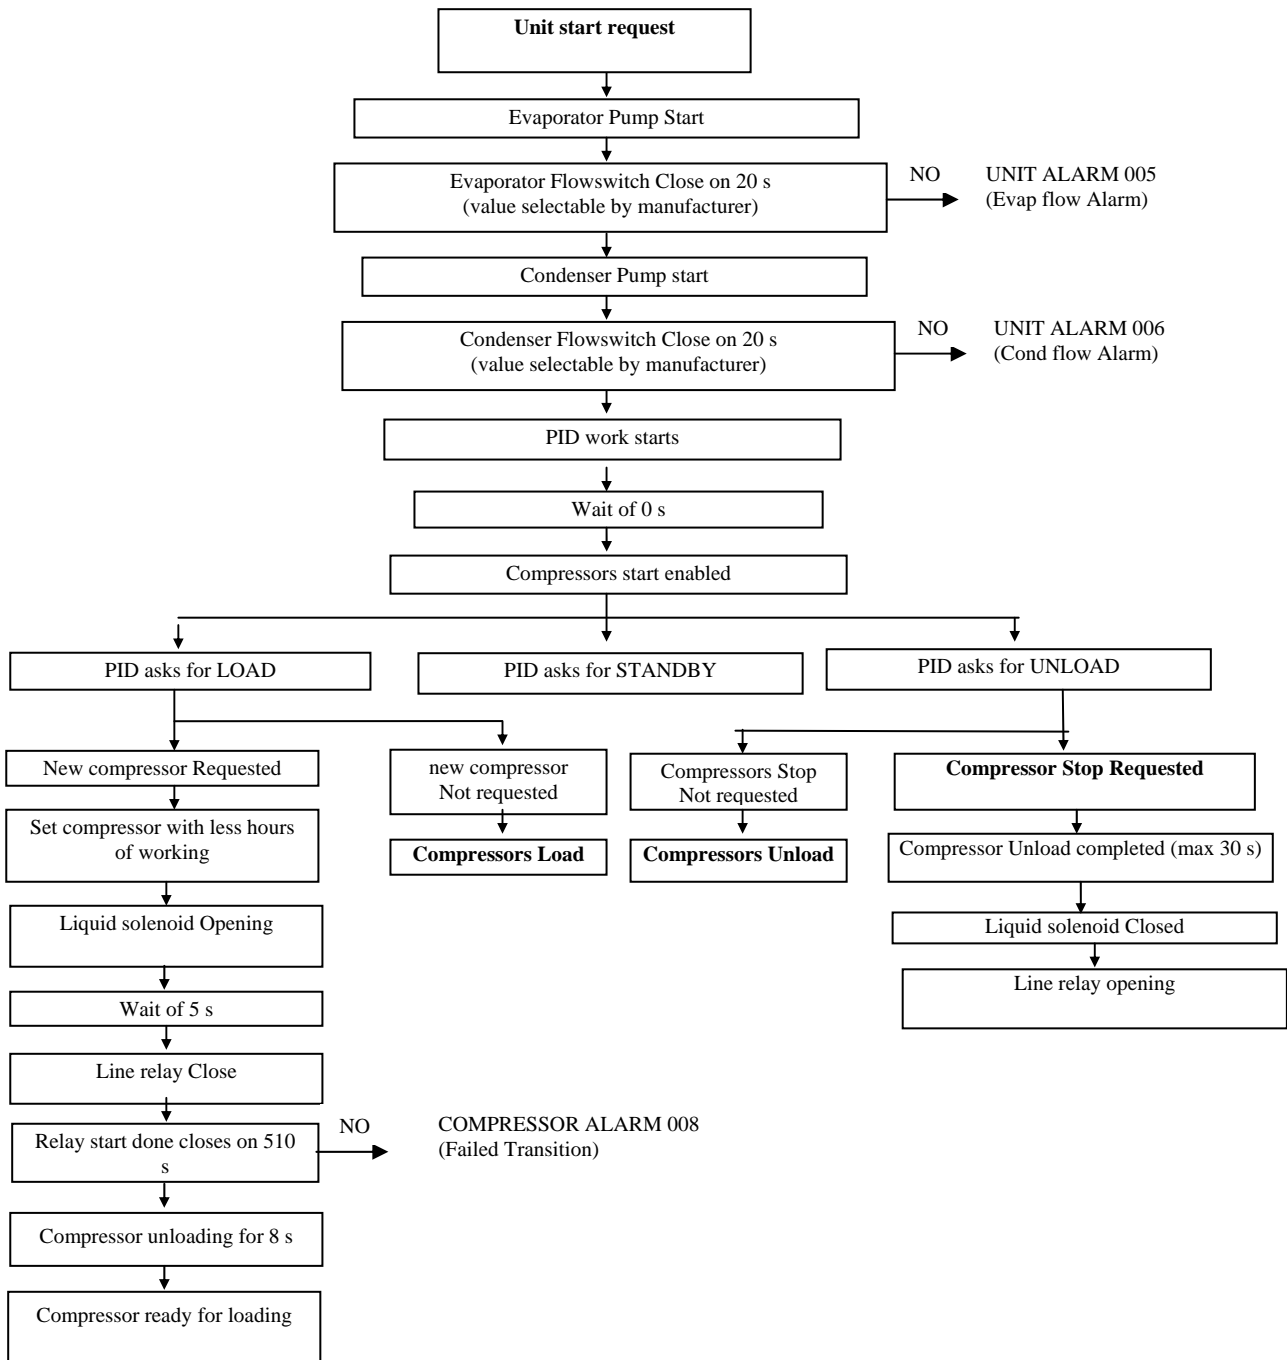 Unit start request
Evaporator Pump Start
Evaporator Flowswitch Close on 20 s
(value selectable by manufacturer)
NO
UNIT ALARM 005
(Evap flow Alarm)
Condenser Pump start
Condenser Flowswitch Close on 20 s
(value selectable by manufacturer)
NO
UNIT ALARM 006
(Cond flow Alarm)
PID work starts
Wait of 0 s
Compressors start enabled
PID asks for LOAD
PID asks for STANDBY
PID asks for UNLOAD
New compressor Requested
new compressor
Not requested
Compressors Stop
Not requested
Compressor Stop Requested
Set compressor with less hours
of working
Compressors Load
Compressors Unload
Compressor Unload completed (max 30 s)
Liquid solenoid Opening
Liquid solenoid Closed
Wait of 5 s
Line relay opening
Line relay Close
Relay start done closes on 510
s
NO
COMPRESSOR ALARM 008
(Failed Transition)
Compressor unloading for 8 s
Compressor ready for loading